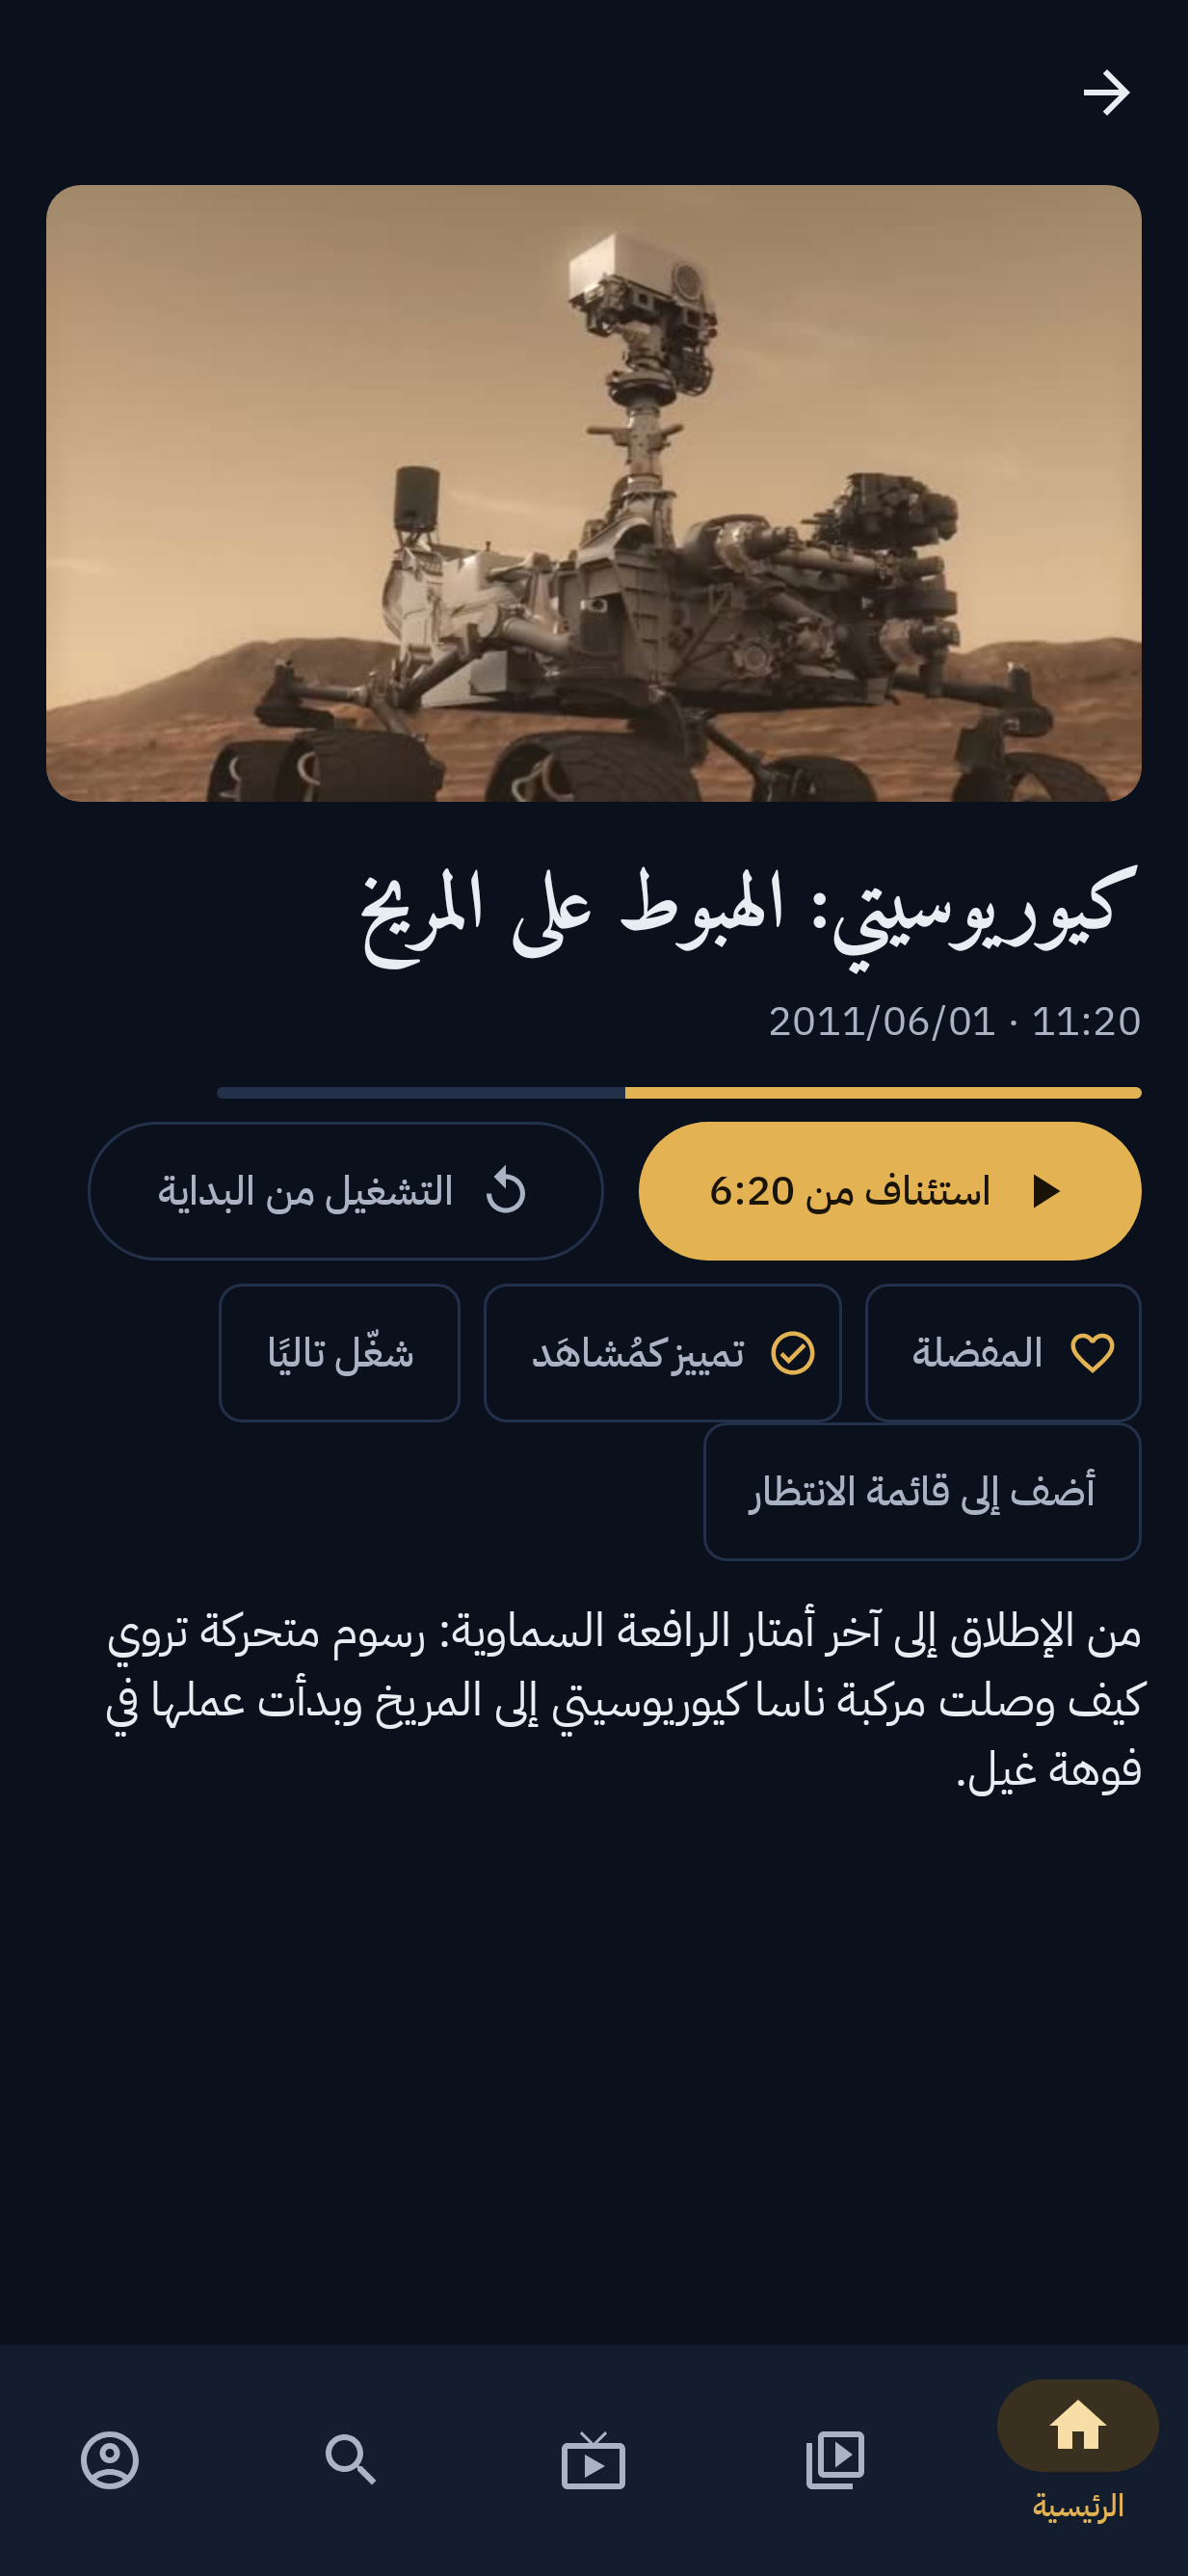 كيوريوسيتي: الهبوط على المريخ
2011/06/01 · 11:20
استئناف من 6:20
التشغيل من البداية
المفضلة
تمييز كمُشاهَد
شغّل تاليًا
أضف إلى قائمة الانتظار
من الإطلاق إلى آخر أمتار الرافعة السماوية: رسوم متحركة تروي
كيف وصلت مركبة ناسا كيوريوسيتي إلى المريخ وبدأت عملها في
فوهة غيل.
الرئيسية